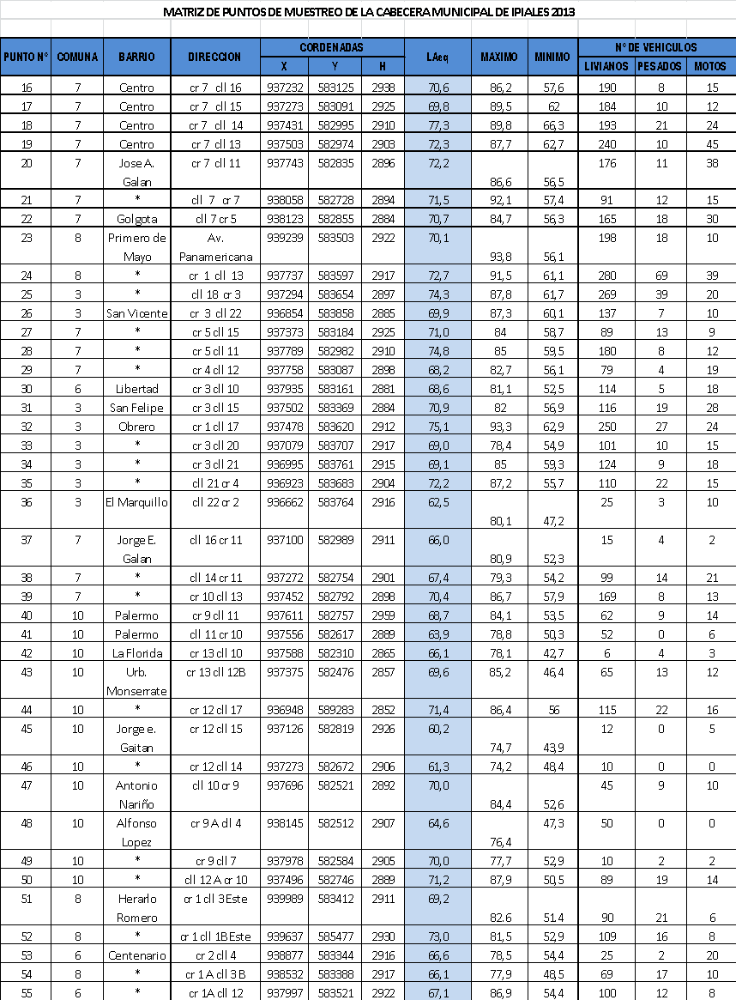 MATRIZ DE PUNTOS DE MUESTREO DE LA CABECERA MUNICIPAL DE IPIALES 2013
PUNTO Nº COMUNA BARRIO DIRECCION CORDENADAS LAeq MAXIMO MINIMO Nº DE VEHICULOS
X Y H LIVIANOS PESADOS MOTOS
16 7 Centro cr 7 cll 16 937232 583125 2938 70,6 86,2 57,6 190 8 15
17 7 Centro cr 7 cll 15 937273 583091 2925 69,8 89,5 62 184 10 12
18 7 Centro cr 7 cll 14 937431 582995 2910 77,3 89,8 66,3 193 21 24
19 7 Centro cr 7 cll 13 937503 582974 2903 72,3 87,7 62,7 240 10 45
20 7 Jose A. cr 7 cll 11 937743 582835 2896 72,2 176 11 38
Galan 86,6 56,5
21 7 * cll 7 cr 7 938058 582728 2894 71,5 92,1 57,4 91 12 15
22 7 Golgota cll 7 cr 5 938123 582855 2884 70,7 84,7 56,3 165 18 30
23 8 Primero de Av. 939239 583503 2922 70,1 198 18 10
Mayo Panamericana 93,8 56,1
24 8 * cr 1 cll 13 937737 583597 2917 72,7 91,5 61,1 280 69 39
25 3 * cll 18 cr 3 937294 583654 2897 74,3 87,8 61,7 269 39 20
26 3 San Vicente cr 3 cll 22 936854 583858 2885 69,9 87,3 60,1 137 7 10
27 7 * cr 5 cll 15 937373 583184 2925 71,0 84 58,7 89 13 9
28 7 * cr 5 cll 11 937789 582982 2910 74,8 85 59,5 180 8 12
29 7 * cr 4 cll 12 937758 583087 2898 68,2 82,7 56,1 79 4 19
30 6 Libertad cr 3 cll 10 937935 583161 2881 68,6 81,1 52,5 114 5 18
31 3 San Felipe cr 3 cll 15 937502 583369 2884 70,9 82 56,9 116 19 28
32 3 Obrero cr 1 cll 17 937478 583620 2912 75,1 93,3 62,9 250 27 24
33 3 * cr 3 cll 20 937079 583707 2917 69,0 78,4 54,9 101 10 15
34 3 * cr 3 cll 21 936995 583761 2915 69,1 85 59,3 124 9 18
35 3 * cll 21 cr 4 936923 583683 2904 72,2 87,2 55,7 110 22 15
36 3 El Marquillo cll 22 cr 2 936662 583764 2916 62,5 25 3 10
80,1 47,2
37 7 Jorge E. cll 16 cr 11 937100 582989 2911 66,0 15 4 2
Galan 80,9 52,3
38 7 * cll 14 cr 11 937272 582754 2901 67,4 79,3 54,2 99 14 21
39 7 * cr 10 cll 13 937452 582792 2898 70,4 86,7 57,9 169 8 13
40 10 Palermo cr 9 cll 11 937611 582757 2959 68,7 84,1 53,5 62 9 14
41 10 Palermo cll 11 cr 10 937556 582617 2889 63,9 78,8 50,3 52 0 6
42 10 La Florida cr 13 cll 10 937588 582310 2865 66,1 78,1 42,7 6 4 3
43 10 Urb. cr 13 cll 12B 937375 582476 2857 69,6 85,2 46,4 65 13 12
Monserrate
44 10 * cr 12 cll 17 936948 589283 2852 71,4 86,4 56 115 22 16
45 10 Jorge e. cr 12 cll 15 937126 582819 2926 60,2 12 0 5
Gaitan 74,7 43,9
46 10 * cr 12 cll 14 937273 582672 2906 61,3 74,2 48,4 10 0 0
47 10 Antonio cll 10 cr 9 937696 582521 2892 70,0 45 9 10
Nariño 84,4 52,6
48 10 Alfonso cr 9 A dl 4 938145 582512 2907 64,6 47,3 50 0 0
Lopez 76,4
49 10 * cr 9 cll 7 937978 582584 2905 70,0 77,7 52,9 10 2 2
50 10 * cll 12 A cr 10 937496 582746 2889 71,2 87,9 50,5 89 19 14
51 8 Herarlo cr 1 cll 3Este 939989 583412 2911 69,2
Romero 82.6 51.4 90 21 6
52 8 * cr 1 cll 1B Este 939637 585477 2930 73,0 81,5 52,9 109 16 8
53 6 Centenario cr 2 cll 4 938877 583344 2916 66,6 78,5 54,4 25 2 20
54 8 * cr 1 A cll 3 B 938532 583388 2917 66,1 77,9 48,5 69 17 10
55 6 * cr 1A cll 12 937997 583521 2922 67,1 86,9 54,4 100 12 8